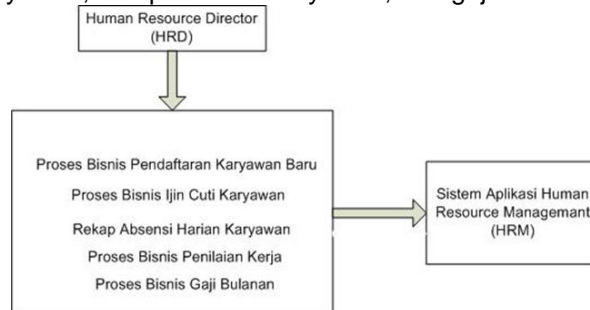 Human Resource Director
(HRD)
Proses Bisnis Pendaftaran Karyawan Baru
Proses Bisnis Ijin Cuti Karyawan
Rekap Absensi Harian Karyawan
Proses Bisnis Penilaian Kerja
Proses Bisnis Gaji Bulanan
Sistem Aplikasi Human
Resource Managemant
(HRM)